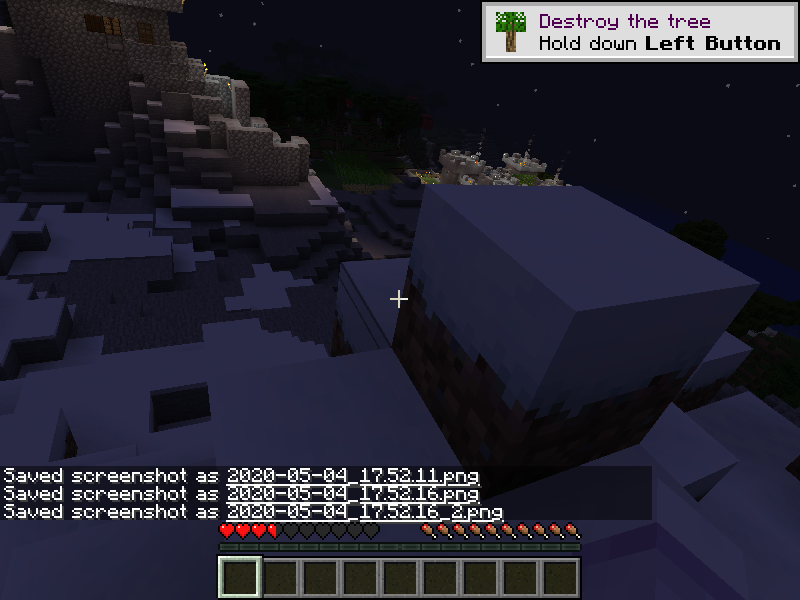 Destroy the tree
Hold down Left Button
Saved screenshot as 2020-05-04_17.52.11.png
Saved screenshot as 2020-05-04_17.52.16.png
Saved screenshot as 2020-05-04_17.52.16_2.png